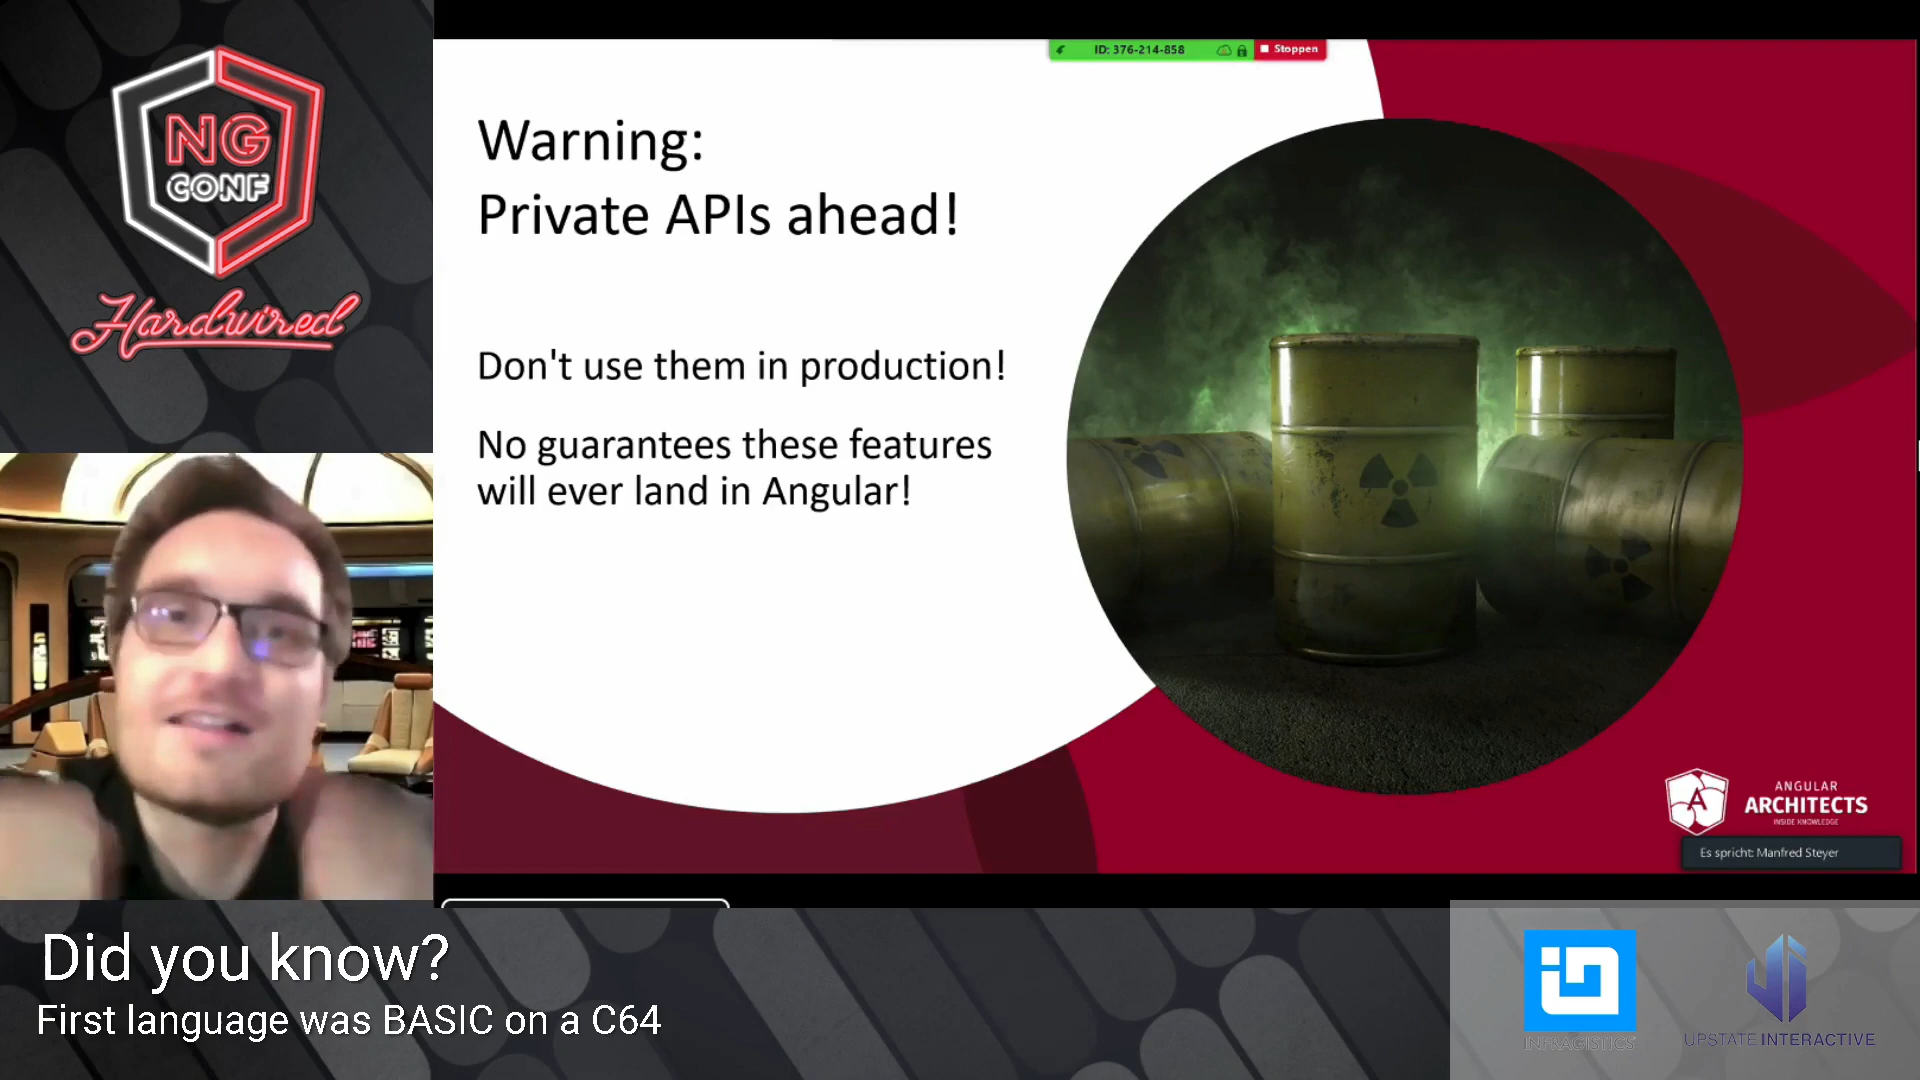 NG
CONF
Hardwired
ID: 376-214-858
Stoppen
Warning:
Private APIs ahead!
Don't use them in production!
No guarantees these features
will ever land in Angular!
A
ANGULAR
ARCHITECTS
INSIDE KNOWLEDGE
Es spricht: Manfred Steyer
Did you know?
First language was BASIC on a C64
INFRAGISTICS
UPSTATE INTERACTIVE